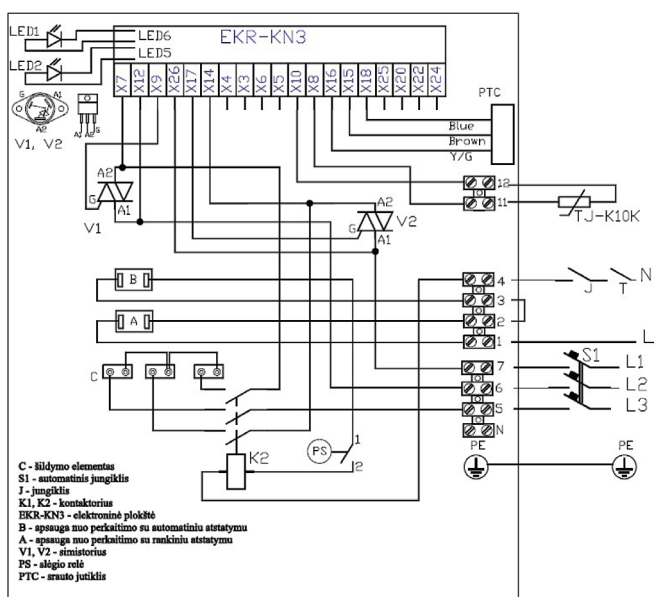 LED1
LED6
EKR-KN3
LED2
LED5
X7 X12 X9 X26 X17 X14 X4 X3 X6 X5 X10 X8 X16 X15 X18 X25 X20 X22 X24
G A1
A2
A1 A2 G
V1, V2
PTC
Blue
Brown
Y/G
A2
G
A1
V1
A2
G
A1
V2
12
11
TJ-K10K
B
A
4
3
2
1
J T N
L
C
7
6
5
N
S1
L1
L2
L3
PS
1
2
K2
PE
PE
C - šildymo elementas
S1 - automatinis jungiklis
J - jungiklis
K1, K2 - kontaktorius
EKR-KN3 - elektroninė plokštė
B - apsauga nuo perkaitimo su automatiniu atstatymu
A - apsauga nuo perkaitimo su rankiniu atstatymu
V1, V2 - simistorius
PS - slėgio relė
PTC - srauto jutiklis